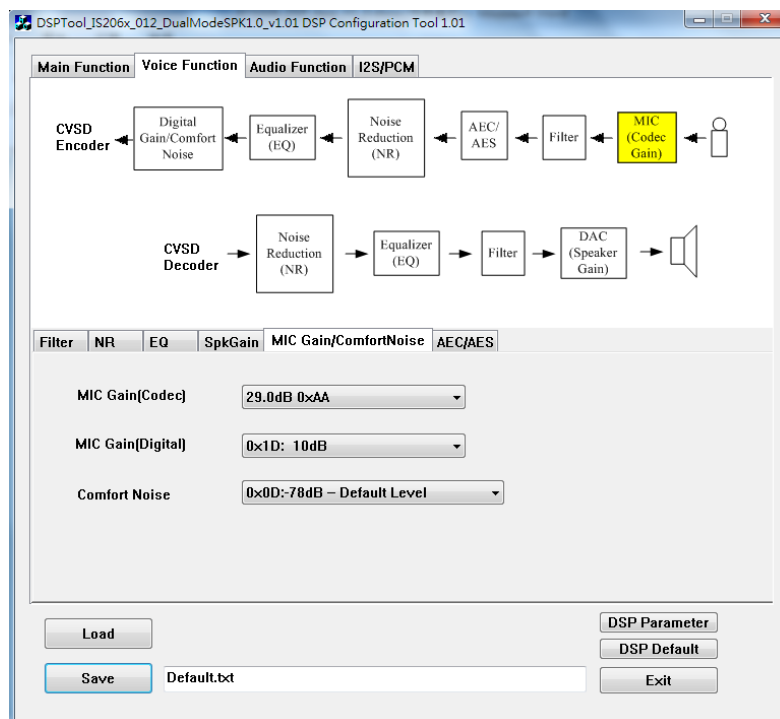 DSPTool_IS206x_012_DualModeSPK1.0_v1.01 DSP Configuration Tool 1.01
Main Function Voice Function Audio Function I2S/PCM
CVSD Encoder
Digital Gain/Comfort Noise
Equalizer (EQ)
Noise Reduction (NR)
AEC/ AES
Filter
MIC (Codec Gain)
CVSD Decoder
Noise Reduction (NR)
Equalizer (EQ)
Filter
DAC (Speaker Gain)
Filter NR EQ SpkGain MIC Gain/ComfortNoise AEC/AES
MIC Gain(Codec) 29.0dB 0xAA
MIC Gain(Digital) 0x1D: 10dB
Comfort Noise 0x0D:-78dB – Default Level
Load
DSP Parameter
DSP Default
Save Default.txt Exit